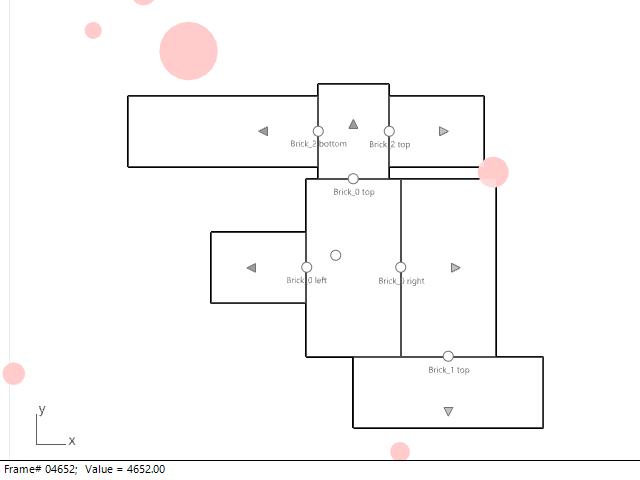 Brick_2 bottom Brick_2 top
Brick_0 top
Brick_0 left Brick_0 right
Brick_1 top
y
x
Frame# 04652; Value = 4652.00